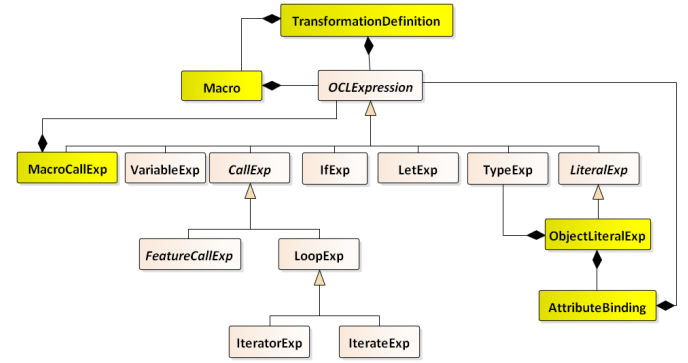 TransformationDefinition
Macro
OCLExpression
MacroCallExp
VariableExp
CallExp
IfExp
LetExp
TypeExp
LiteralExp
FeatureCallExp
LoopExp
ObjectLiteralExp
AttributeBinding
IteratorExp
IterateExp